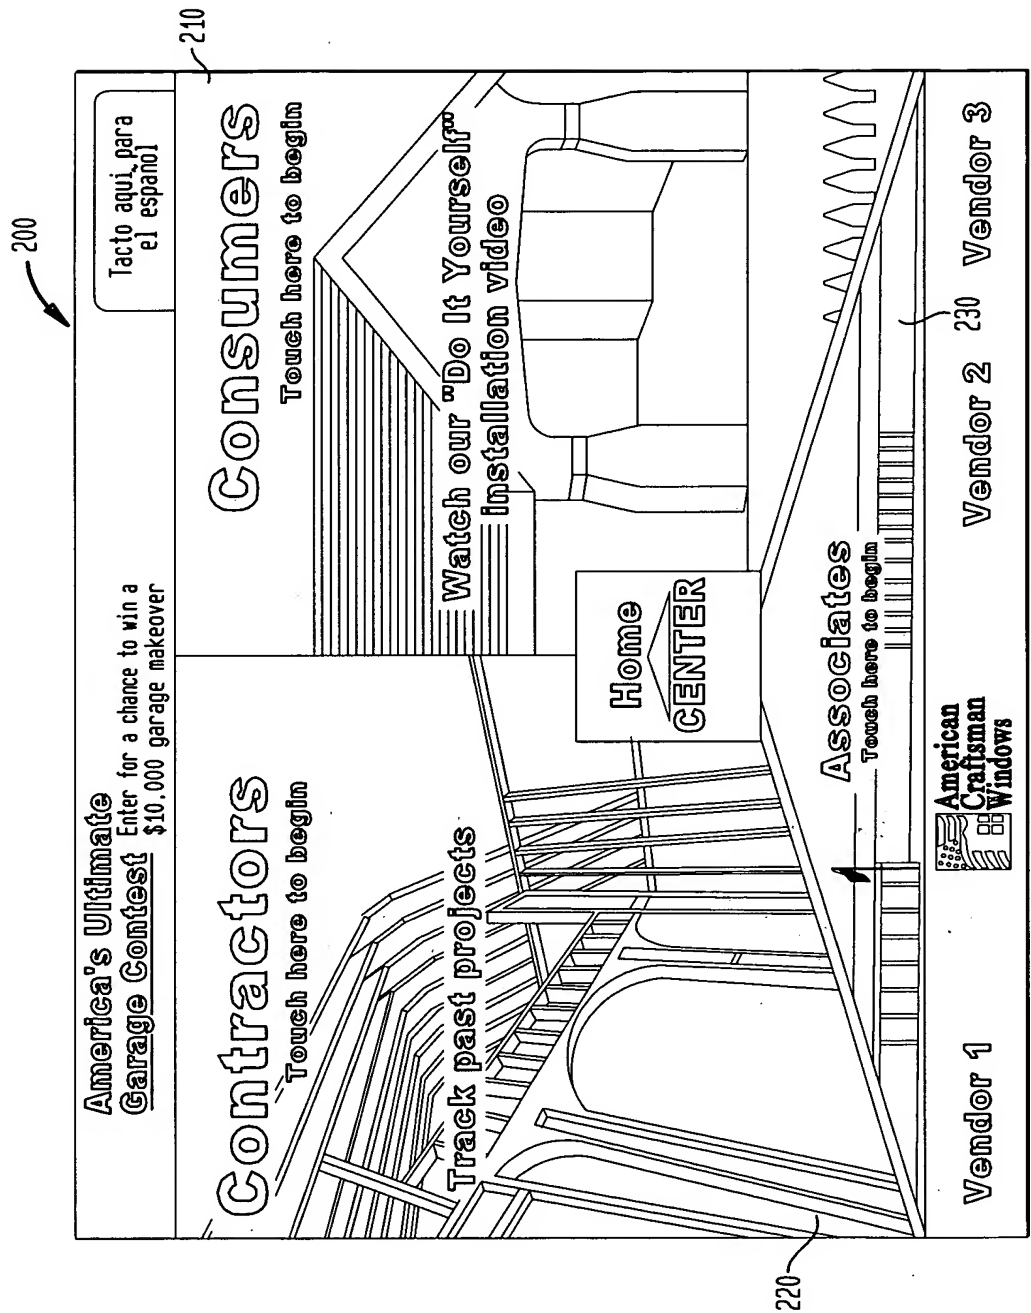 200
America's Ultimate
Garage Contest
Enter for a chance to win a
$10.000 garage makeover
Tacto aquí para
el español
210
Contractors
Touch here to begin
Consumers
Touch here to begin
Track past projects
Watch our "Do It Yourself"
installation video
Home
CENTER
Associates
Touch here to begin
220
230
Vendor 1
American
Craftsman
Windows
Vendor 2
Vendor 3